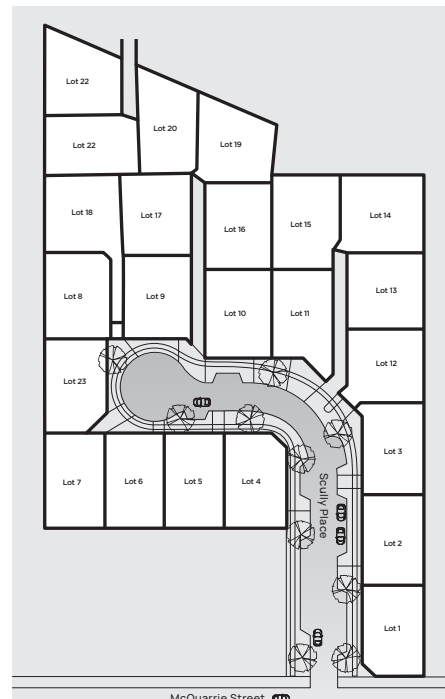 Lot 22
Lot 20
Lot 19
Lot 22
Lot 18
Lot 17
Lot 16
Lot 15
Lot 14
Lot 8
Lot 9
Lot 10
Lot 11
Lot 13
Lot 12
Lot 23
Lot 3
Lot 7
Lot 6
Lot 5
Lot 4
Scully Place
Lot 2
Lot 1
McQuarrie Street